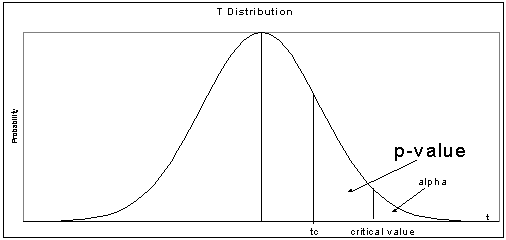 T Distribution
Probability
p-value
alpha
t
tc
critical value